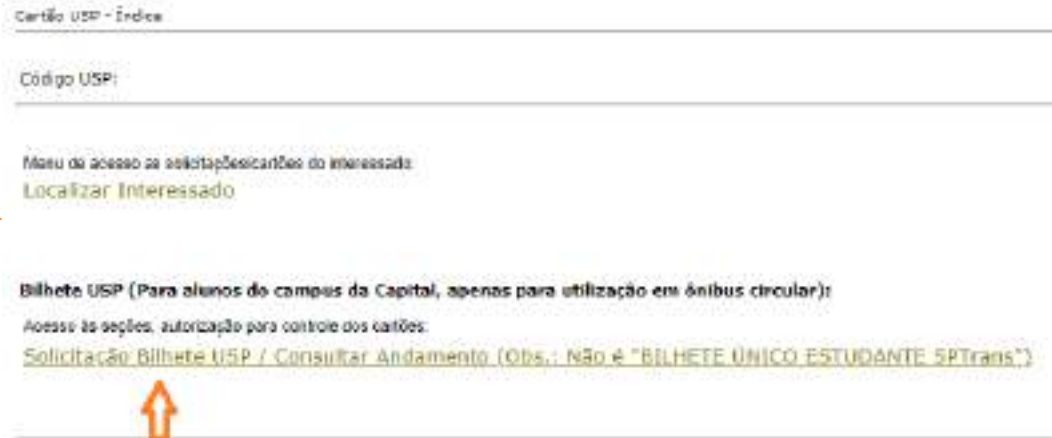 Cartão USP - Índice
Código USP:
Menu de acesso as solicitações/cartões do interessado
Localizar Interessado
Bilhete USP (Para alunos do campus da Capital, apenas para utilização em ônibus circular):
Acesso às seções, autorização para controle dos cartões:
Solicitação Bilhete USP / Consultar Andamento (Obs.: Não é "BILHETE ÚNICO ESTUDANTE SPTrans")